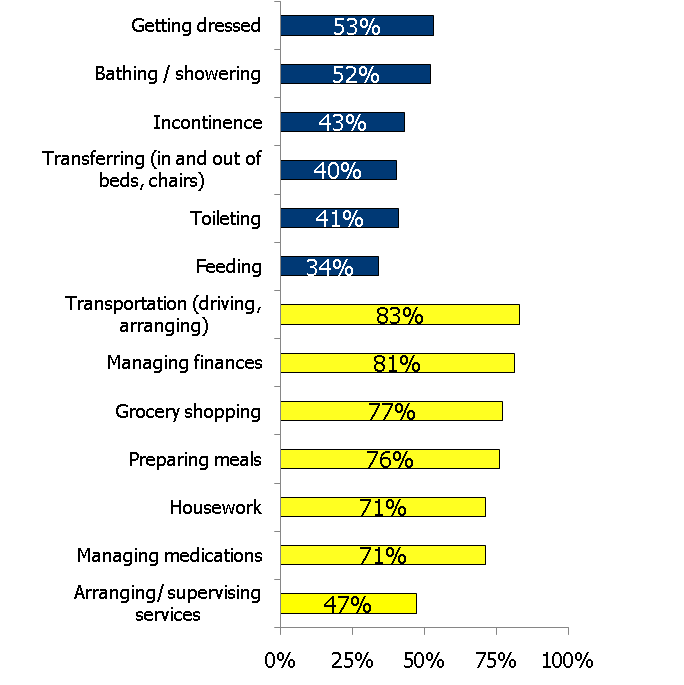 Getting dressed
53%
Bathing / showering
52%
Incontinence
43%
Transferring (in and out of
beds, chairs)
40%
Toileting
41%
Feeding
34%
Transportation (driving,
arranging)
83%
Managing finances
81%
Grocery shopping
77%
Preparing meals
76%
Housework
71%
Managing medications
71%
Arranging/ supervising
services
47%
0% 25% 50% 75% 100%